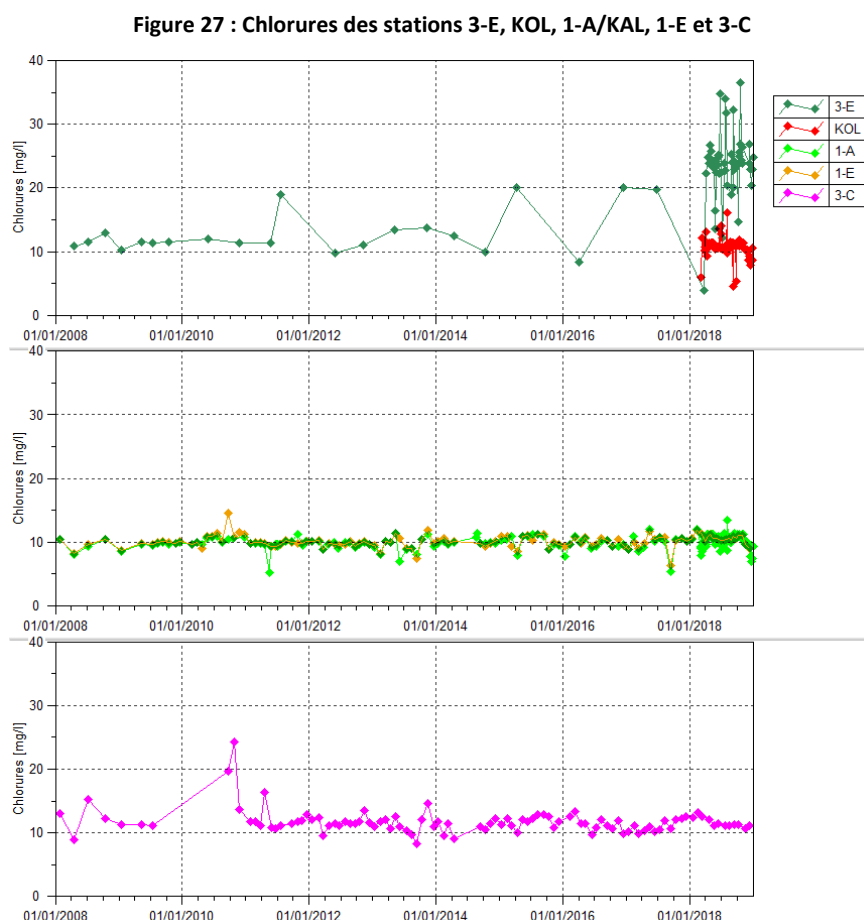 Figure 27 : Chlorures des stations 3-E, KOL, 1-A/KAL, 1-E et 3-C
40
30
20
10
0
Chlorures [mg/l]
01/01/2008 01/01/2010 01/01/2012 01/01/2014 01/01/2016 01/01/2018
3-E
KOL
1-A
1-E
3-C
40
30
20
10
0
Chlorures [mg/l]
01/01/2008 01/01/2010 01/01/2012 01/01/2014 01/01/2016 01/01/2018
40
30
20
10
0
Chlorures [mg/l]
01/01/2008 01/01/2010 01/01/2012 01/01/2014 01/01/2016 01/01/2018